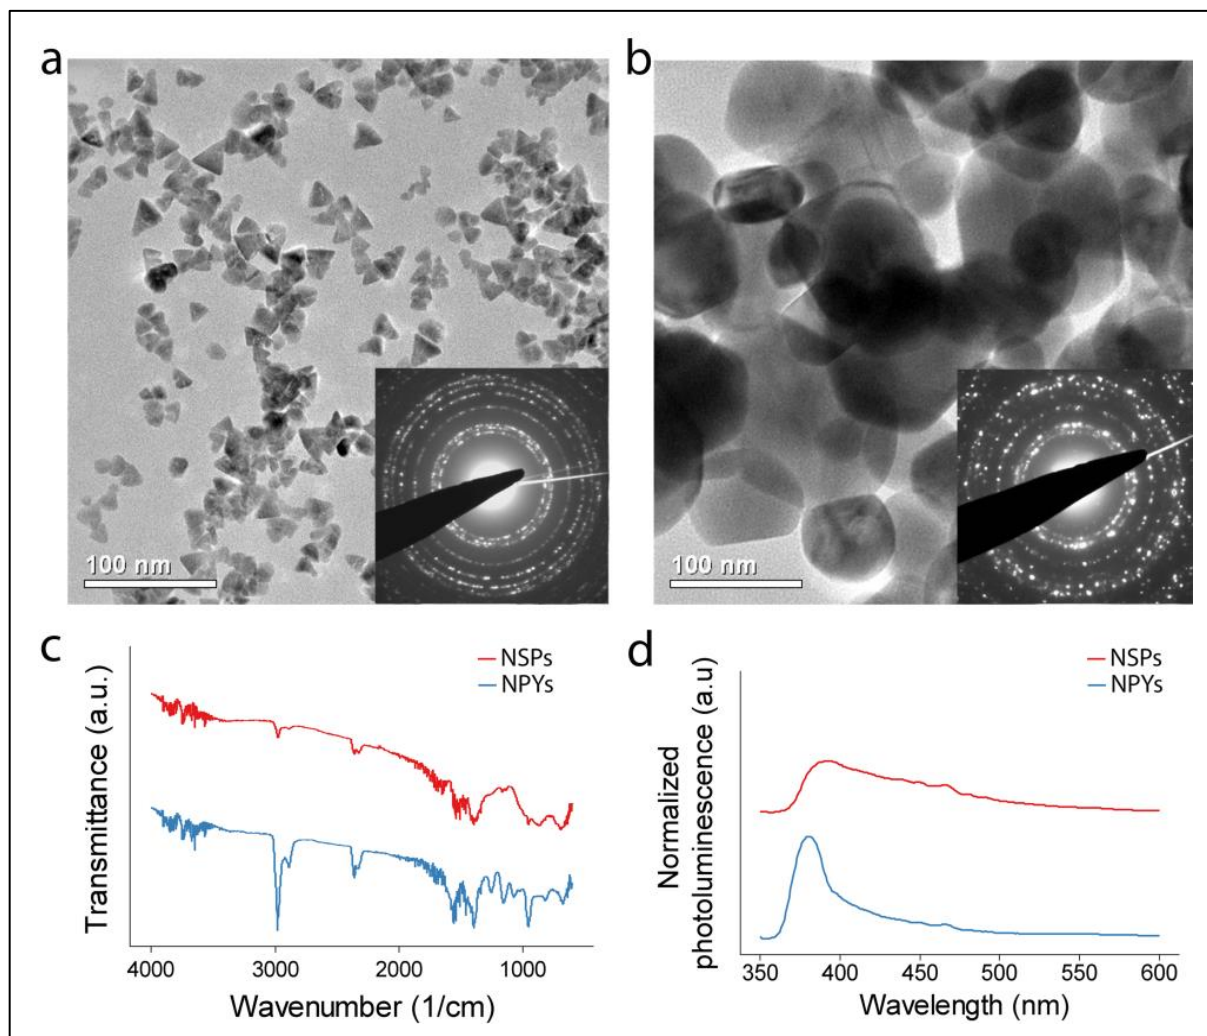 a
b
100 nm
100 nm
c
d
NSPs
NPYs
Transmittance (a.u.)
4000 3000 2000 1000
Wavenumber (1/cm)
NSPs
NPYs
Normalized
photoluminescence (a.u)
350 400 450 500 550 600
Wavelength (nm)